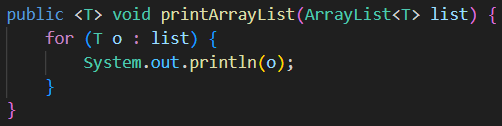 public <T> void printArrayList(ArrayList<T> list) {
    for (T o : list) {
        System.out.println(o);
    }
}